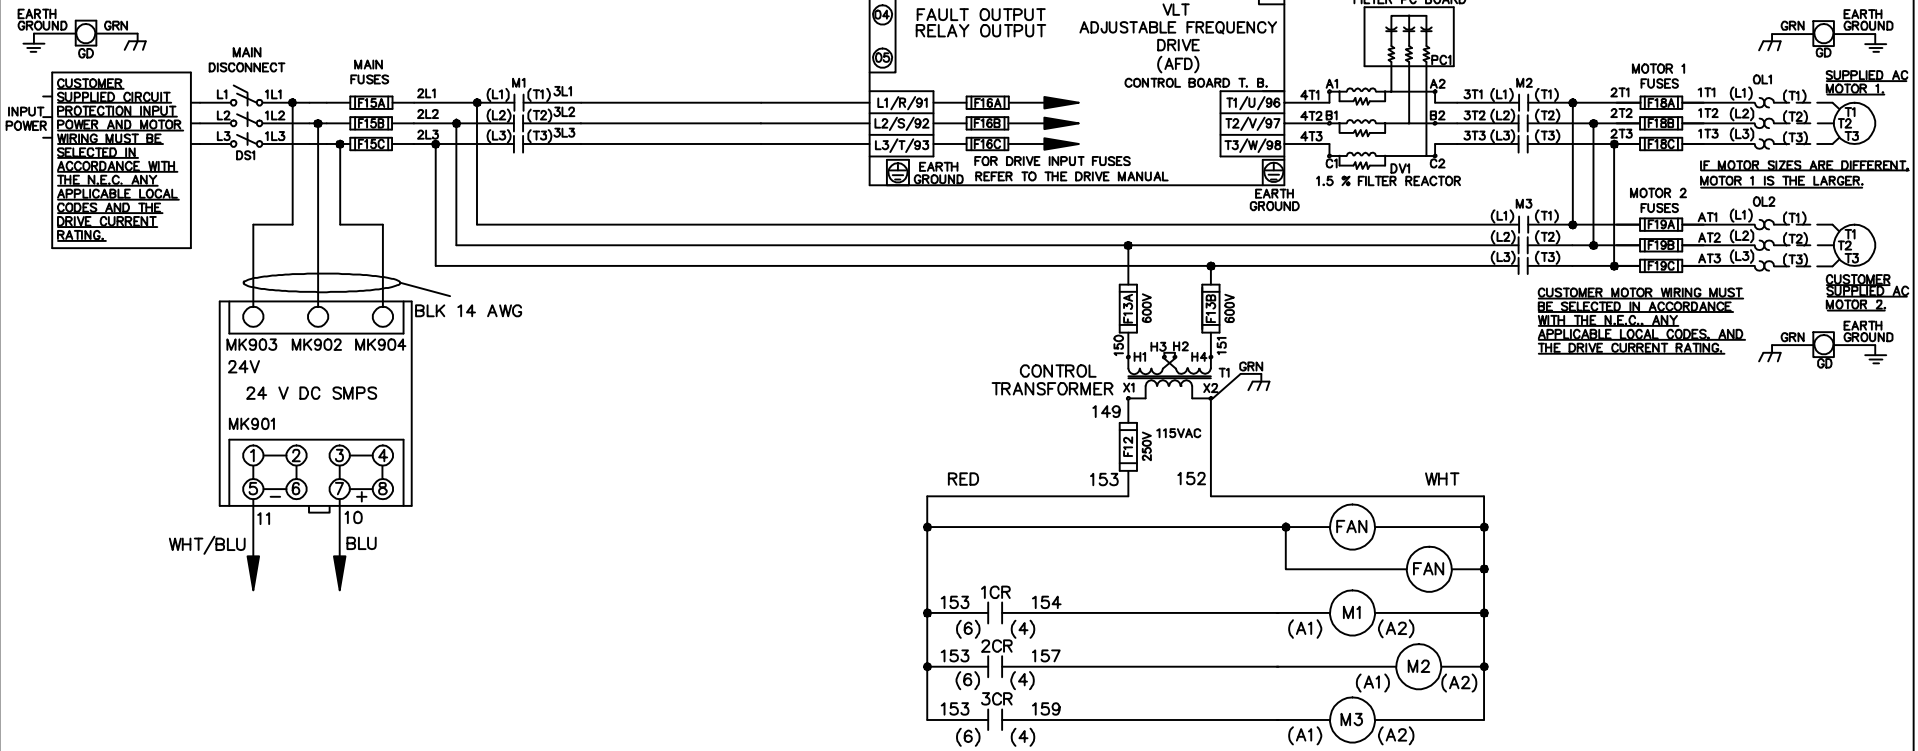 EARTH
GROUND
GRN
GD
CUSTOMER
SUPPLIED CIRCUIT
PROTECTION INPUT
POWER AND MOTOR
WIRING MUST BE
SELECTED IN
ACCORDANCE WITH
THE N.E.C. ANY
APPLICABLE LOCAL
CODES AND THE
DRIVE CURRENT
RATING.
INPUT
POWER
MAIN
DISCONNECT
L1 1L1
L2 1L2
L3 1L3
DS1
MAIN
FUSES
F15A
F15B
F15C
2L1
2L2
2L3
M1
(L1) (T1) 3L1
(L2) (T2) 3L2
(L3) (T3) 3L3
04
05
FAULT OUTPUT
RELAY OUTPUT
VLT
ADJUSTABLE FREQUENCY
DRIVE
(AFD)
CONTROL BOARD T. B.
L1/R/91
L2/S/92
L3/T/93
F16A
F16B
F16C
EARTH
GROUND
FOR DRIVE INPUT FUSES
REFER TO THE DRIVE MANUAL
T1/U/96
T2/V/97
T3/W/98
EARTH
GROUND
PC1
4T1 A1 A2
4T2 B1 B2
4T3
C1 DV1 C2
1.5 % FILTER REACTOR
M2
3T1 (L1) (T1)
3T2 (L2) (T2)
3T3 (L3) (T3)
MOTOR 1
FUSES
2T1 F18A 1T1 (L1) (T1)
2T2 F18B 1T2 (L2) (T2)
2T3 F18C 1T3 (L3) (T3)
OL1
GRN
GD
EARTH
GROUND
SUPPLIED AC
MOTOR 1.
T1
T2
T3
IF MOTOR SIZES ARE DIFFERENT,
MOTOR 1 IS THE LARGER.
M3
(L1) (T1)
(L2) (T2)
(L3) (T3)
MOTOR 2
FUSES
OL2
F19A AT1 (L1) (T1)
F19B AT2 (L2) (T2)
F19C AT3 (L3) (T3)
T1
T2
T3
CUSTOMER
SUPPLIED AC
MOTOR 2.
CUSTOMER MOTOR WIRING MUST
BE SELECTED IN ACCORDANCE
WITH THE N.E.C., ANY
APPLICABLE LOCAL CODES, AND
THE DRIVE CURRENT RATING.
GRN
GD
EARTH
GROUND
BLK 14 AWG
MK903 MK902 MK904
24V
24 V DC SMPS
MK901
1 2 3 4
5 6 7 8
- +
11 10
WHT/BLU BLU
F13A
600V
F13B
600V
150
151
H1 H3 H2 H4
CONTROL
TRANSFORMER
T1
GRN
X1 X2
149
F12
250V
115VAC
RED 153 152 WHT
FAN
FAN
1CR
153 154 M1
(6) (4) (A1) (A2)
2CR
153 157 M2
(6) (4) (A1) (A2)
3CR
153 159 M3
(6) (4) (A1) (A2)